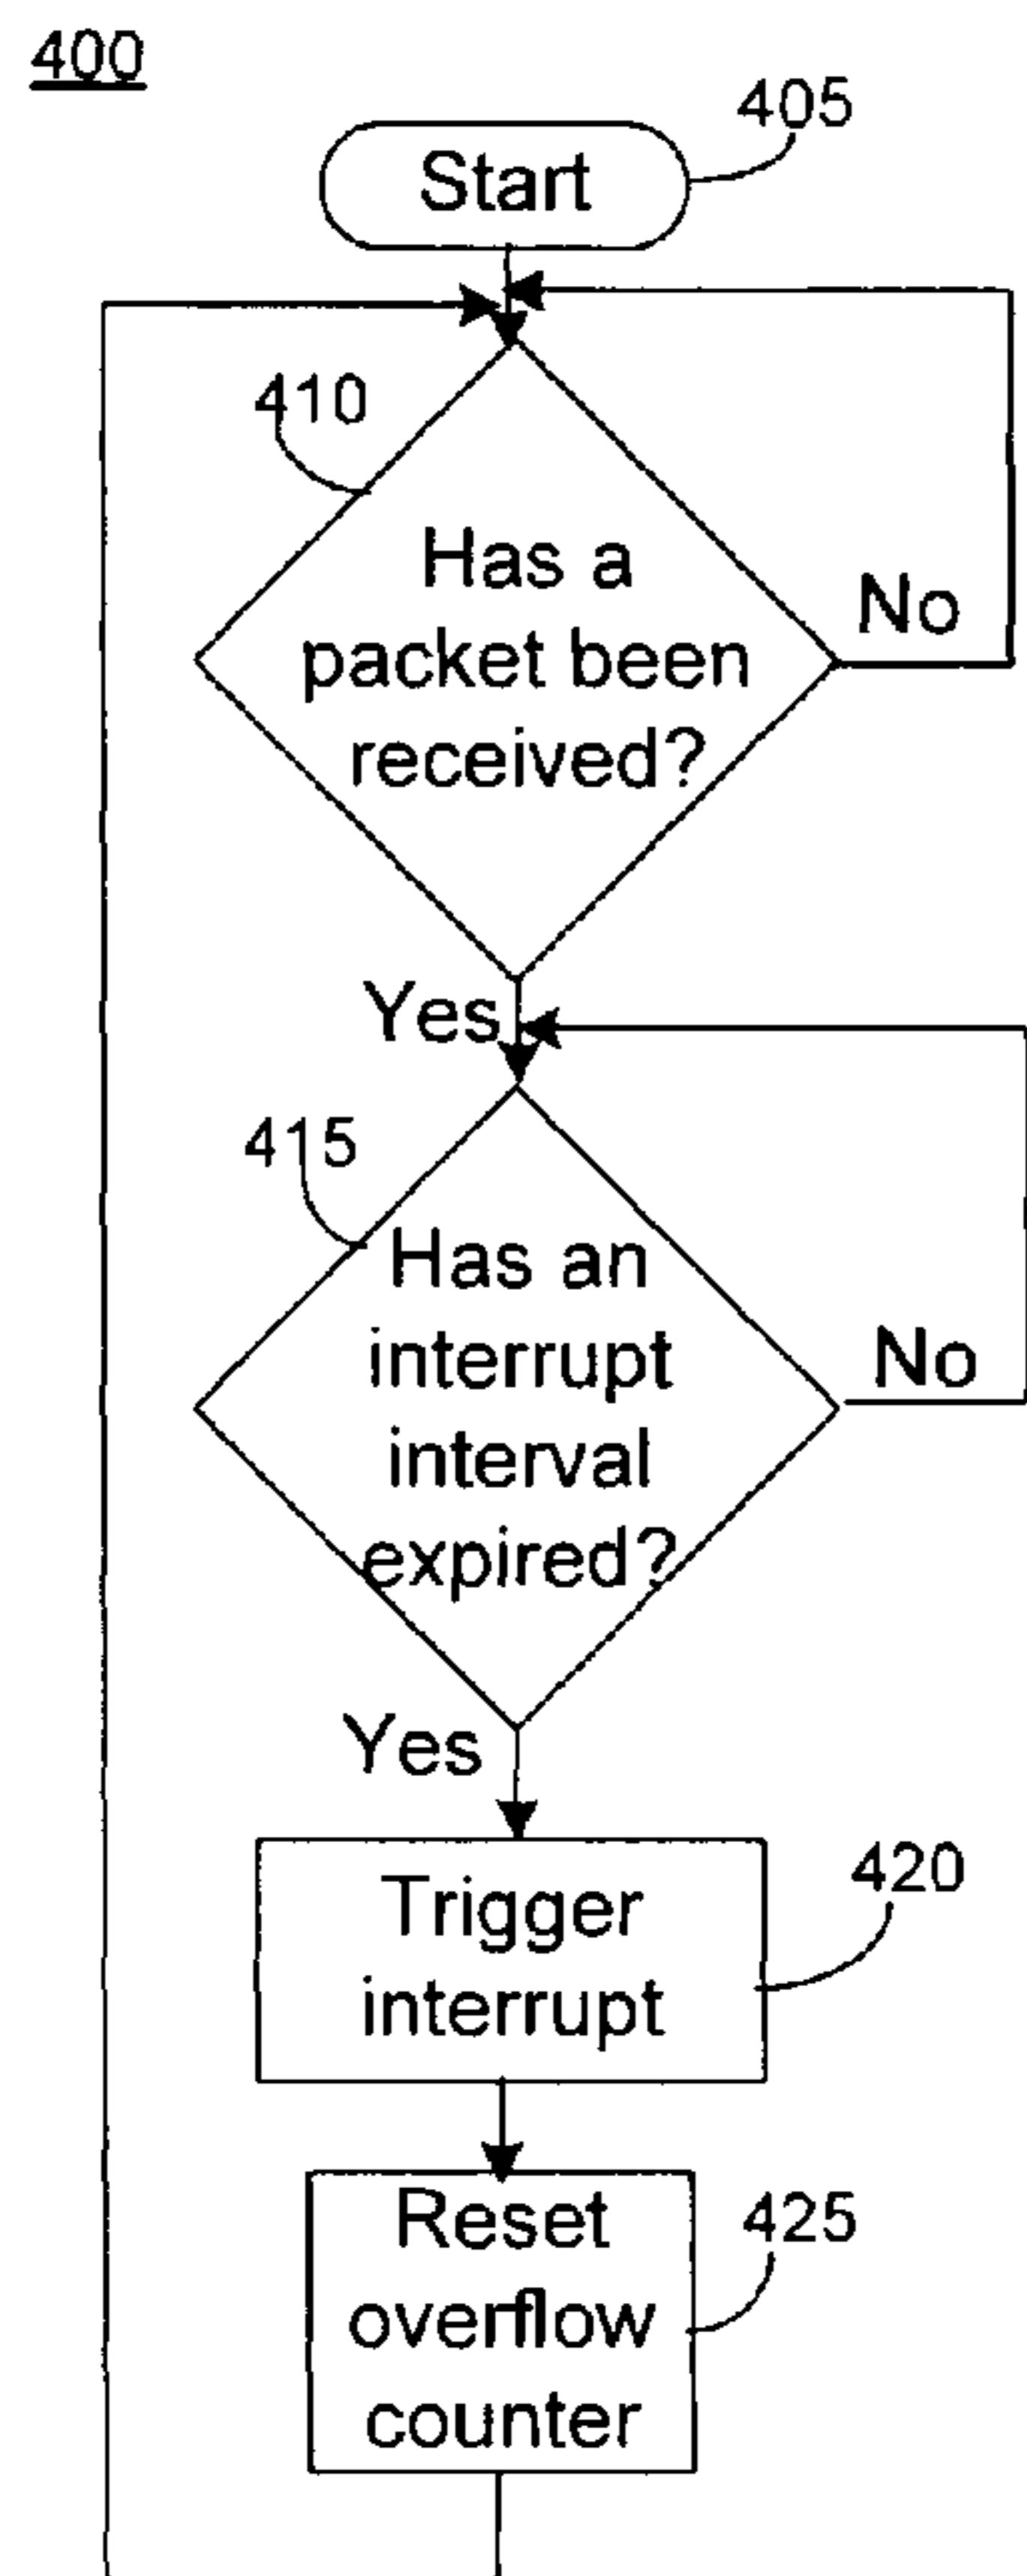 400
405
Start
410
Has a
packet been
received?
No
Yes
415
Has an
interrupt
interval
expired?
No
Yes
420
Trigger
interrupt
425
Reset
overflow
counter